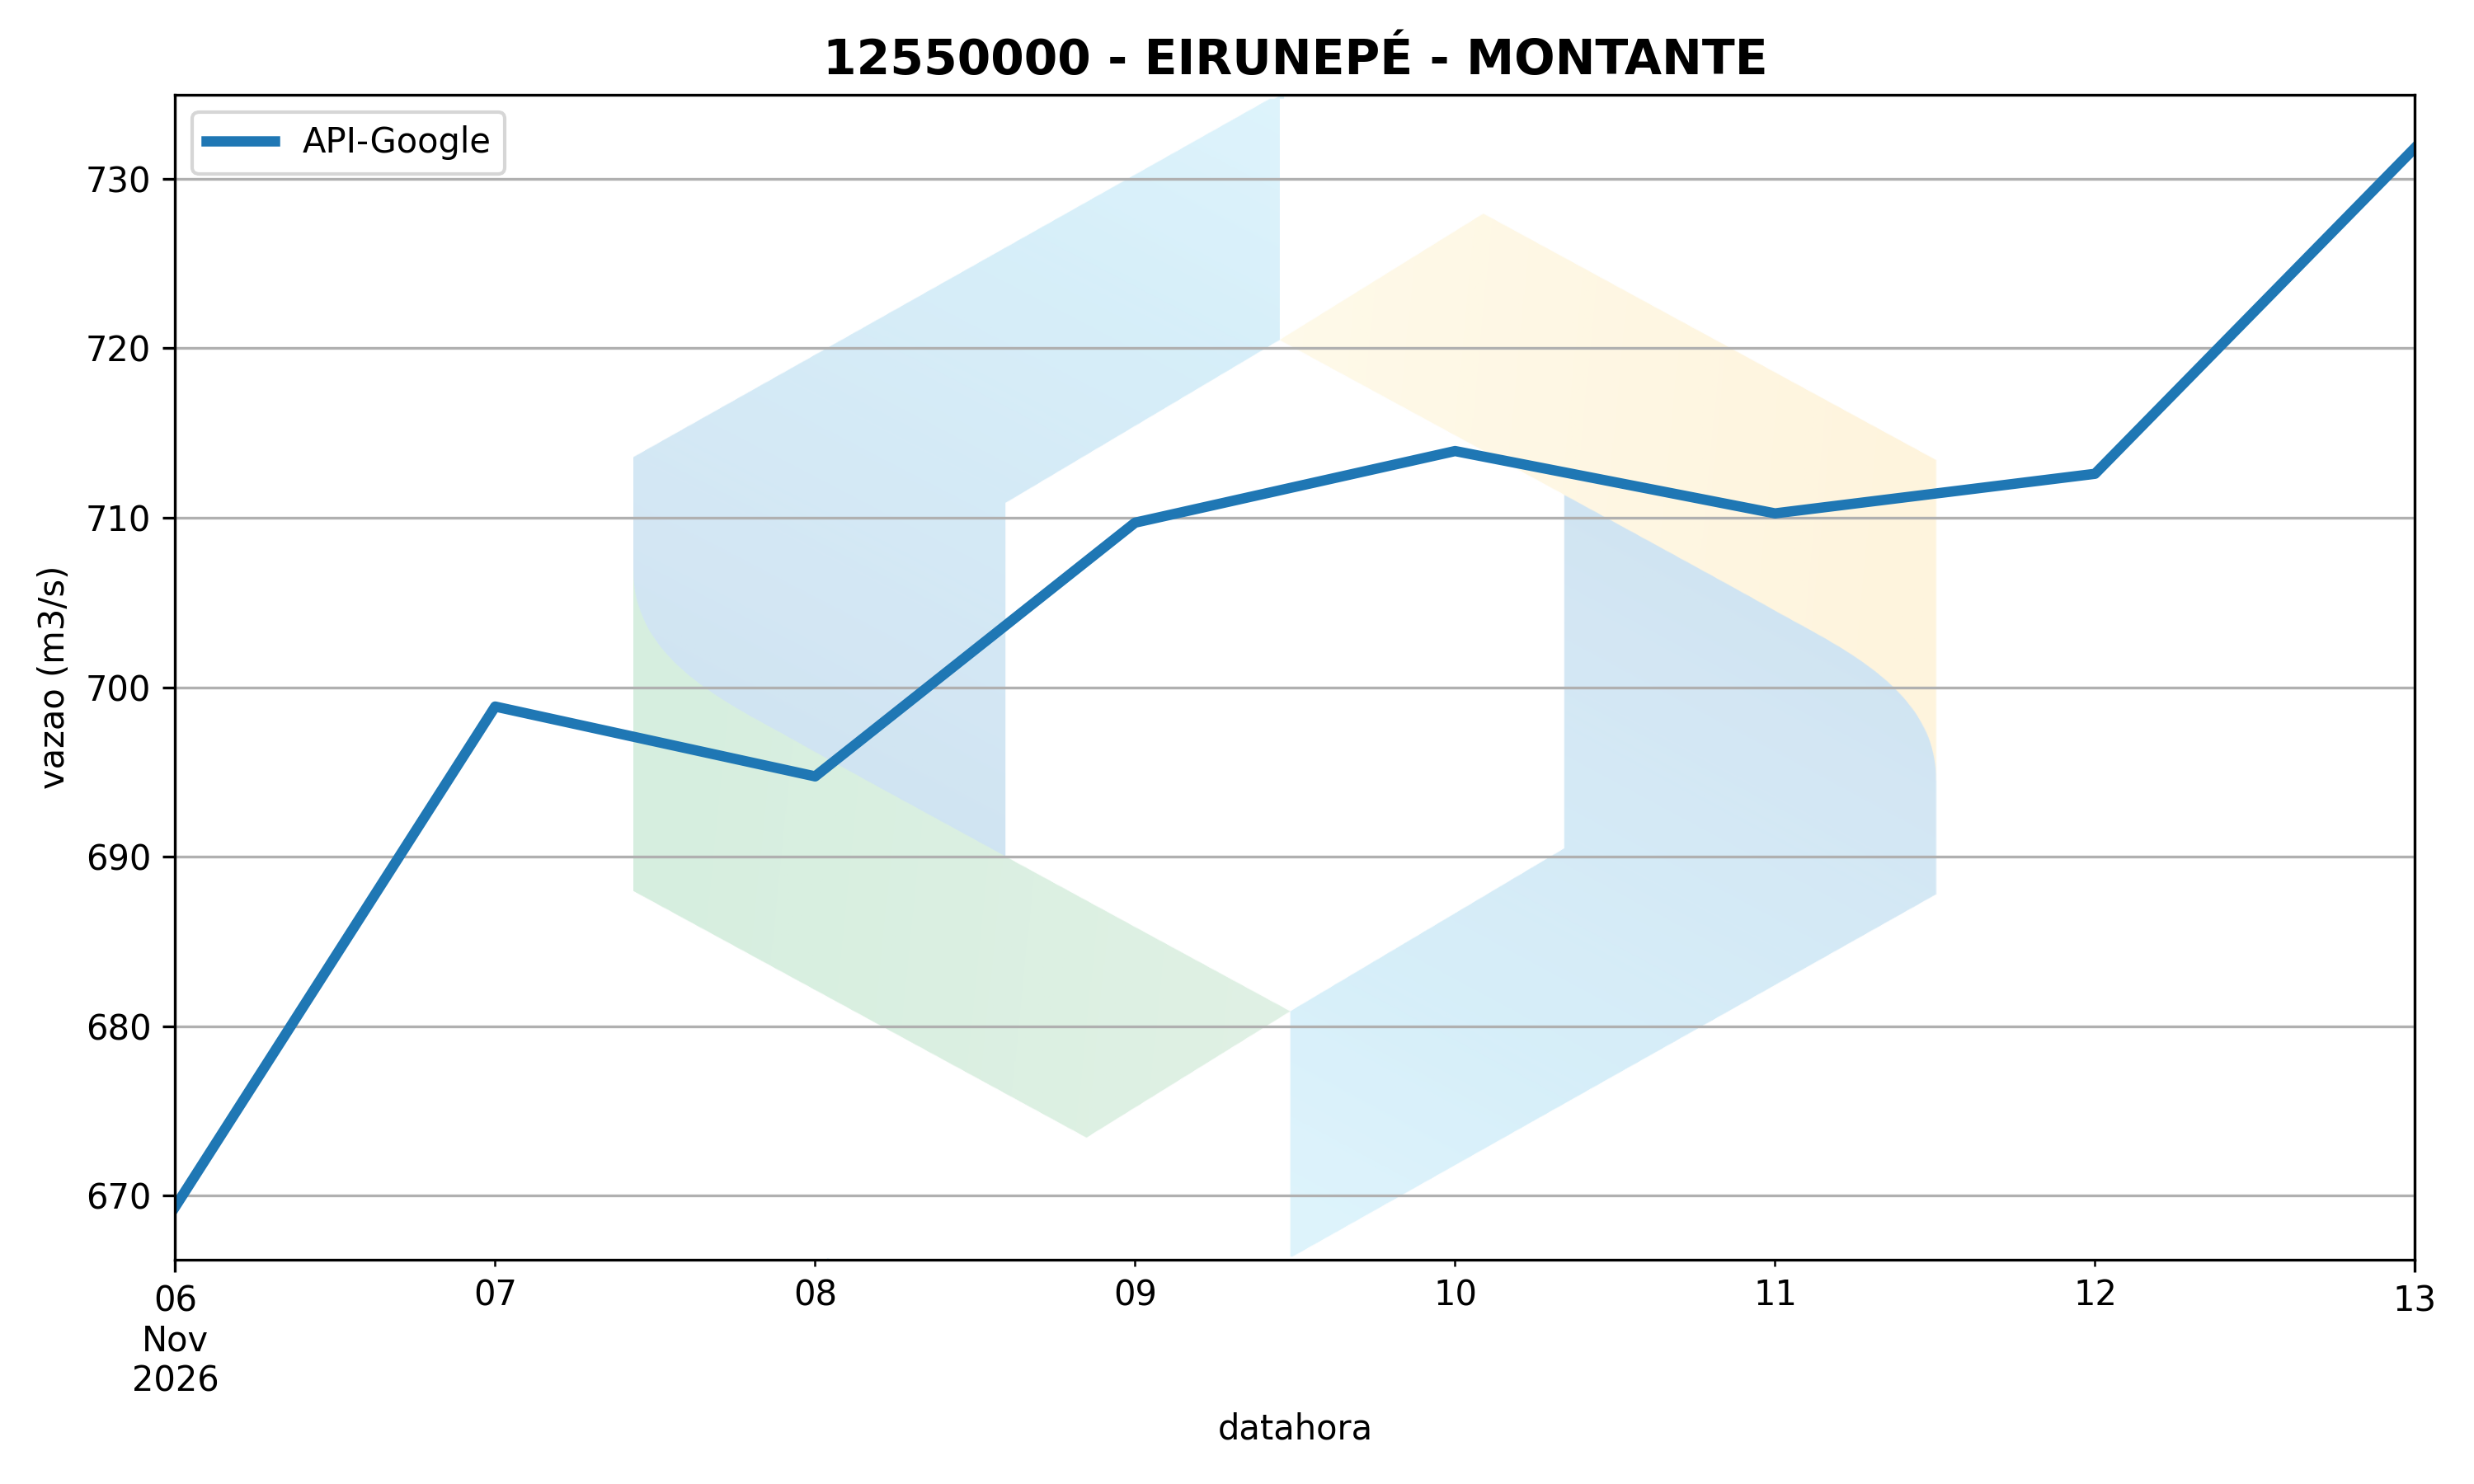 12550000 - EIRUNEPÉ - MONTANTE
API-Google
730
720
710
700
690
680
670
vazao (m3/s)
06 07 08 09 10 11 12 13
Nov
2026
datahora